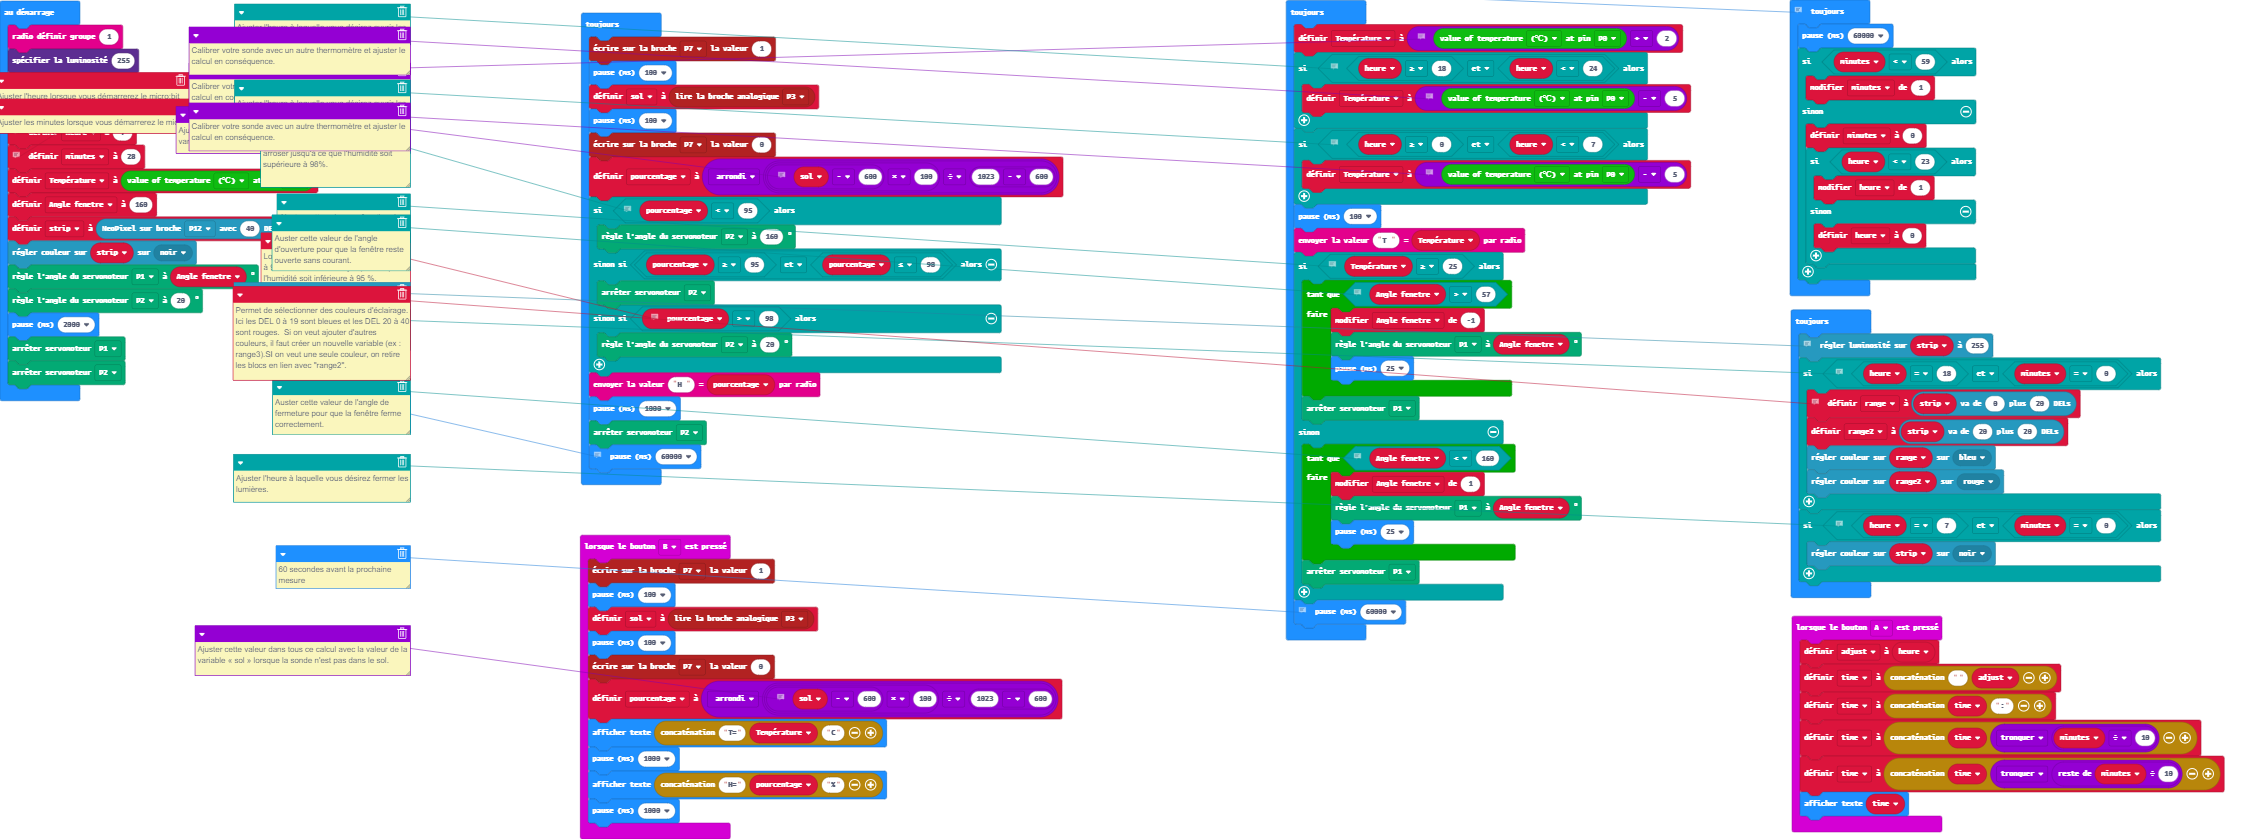 au démarrage
radio définir groupe 1
spécifier la luminosité 255
Ajuster l'heure lorsque vous démarrerez le micro:bit
Ajuster les minutes lorsque vous démarrerez le mi
définir minutes à 28
définir Température à value of temperature (°C) at
définir Angle fenetre à 160
définir strip à NeoPixel sur broche P12 avec 40 DE
régler couleur sur strip sur noir
règle l'angle du servomoteur P1 à Angle fenetre °
règle l'angle du servomoteur P2 à 20 °
pause (ms) 2000
arrêter servomoteur P1
arrêter servomoteur P2
Calibrer votre sonde avec un autre thermomètre et ajuster le
calcul en conséquence.
Calibrer vot
calcul en co
Calibrer votre sonde avec un autre thermomètre et ajuster le
calcul en conséquence.
arroser jusqu'à ce que l'humidité soit
supérieure à 98%.
Auster cette valeur de l'angle
d'ouverture pour que la fenêtre reste
ouverte sans courant.
l'humidité soit inférieure à 95 %.
Permet de sélectionner des couleurs d'éclairage.
Ici les DEL 0 à 19 sont bleues et les DEL 20 à 40
sont rouges. Si on veut ajouter d'autres
couleurs, il faut créer un nouvelle variable (ex :
range3).SI on veut une seule couleur, on retire
les blocs en lien avec "range2".
Auster cette valeur de l'angle de
fermeture pour que la fenêtre ferme
correctement.
Ajuster l'heure à laquelle vous désirez fermer les
lumières.
60 secondes avant la prochaine
mesure
Ajuster cette valeur dans tous ce calcul avec la valeur de la
variable « sol » lorsque la sonde n'est pas dans le sol.
toujours
écrire sur la broche P7 la valeur 1
pause (ms) 100
définir sol à lire la broche analogique P3
pause (ms) 100
écrire sur la broche P7 la valeur 0
définir pourcentage à arrondi sol - 600 × 100 ÷ 1023 - 600
si pourcentage < 95 alors
règle l'angle du servomoteur P2 à 160 °
sinon si pourcentage ≥ 95 et pourcentage ≤ 98 alors
arrêter servomoteur P2
sinon si pourcentage > 98 alors
règle l'angle du servomoteur P2 à 20 °
envoyer la valeur "H " = pourcentage par radio
pause (ms) 1000
arrêter servomoteur P2
pause (ms) 60000
lorsque le bouton B est pressé
écrire sur la broche P7 la valeur 1
pause (ms) 100
définir sol à lire la broche analogique P3
pause (ms) 100
écrire sur la broche P7 la valeur 0
définir pourcentage à arrondi sol - 600 × 100 ÷ 1023 - 600
afficher texte concaténation "T=" Température "C"
pause (ms) 1000
afficher texte concaténation "H=" pourcentage "%"
pause (ms) 1000
toujours
définir Température à value of temperature (°C) at pin P0 + 2
si heure ≥ 18 et heure < 24 alors
définir Température à value of temperature (°C) at pin P0 - 5
si heure ≥ 0 et heure < 7 alors
définir Température à value of temperature (°C) at pin P0 - 5
pause (ms) 100
envoyer la valeur "T " = Température par radio
si Température ≥ 25 alors
tant que Angle fenetre > 57
faire modifier Angle fenetre de -1
règle l'angle du servomoteur P1 à Angle fenetre °
pause (ms) 25
arrêter servomoteur P1
sinon
tant que Angle fenetre < 160
faire modifier Angle fenetre de 1
règle l'angle du servomoteur P1 à Angle fenetre °
pause (ms) 25
arrêter servomoteur P1
pause (ms) 60000
toujours
pause (ms) 60000
si minutes < 59 alors
modifier minutes de 1
sinon
définir minutes à 0
si heure < 23 alors
modifier heure de 1
sinon
définir heure à 0
toujours
régler luminosité sur strip à 255
si heure = 18 et minutes = 0 alors
définir range à strip va de 0 plus 20 DELs
définir range2 à strip va de 20 plus 20 DELs
régler couleur sur range sur bleu
régler couleur sur range2 sur rouge
si heure = 7 et minutes = 0 alors
régler couleur sur strip sur noir
lorsque le bouton A est pressé
définir adjust à heure
définir time à concaténation "" adjust
définir time à concaténation time ":"
définir time à concaténation time tronquer minutes ÷ 10
définir time à concaténation time tronquer reste de minutes ÷ 10
afficher texte time